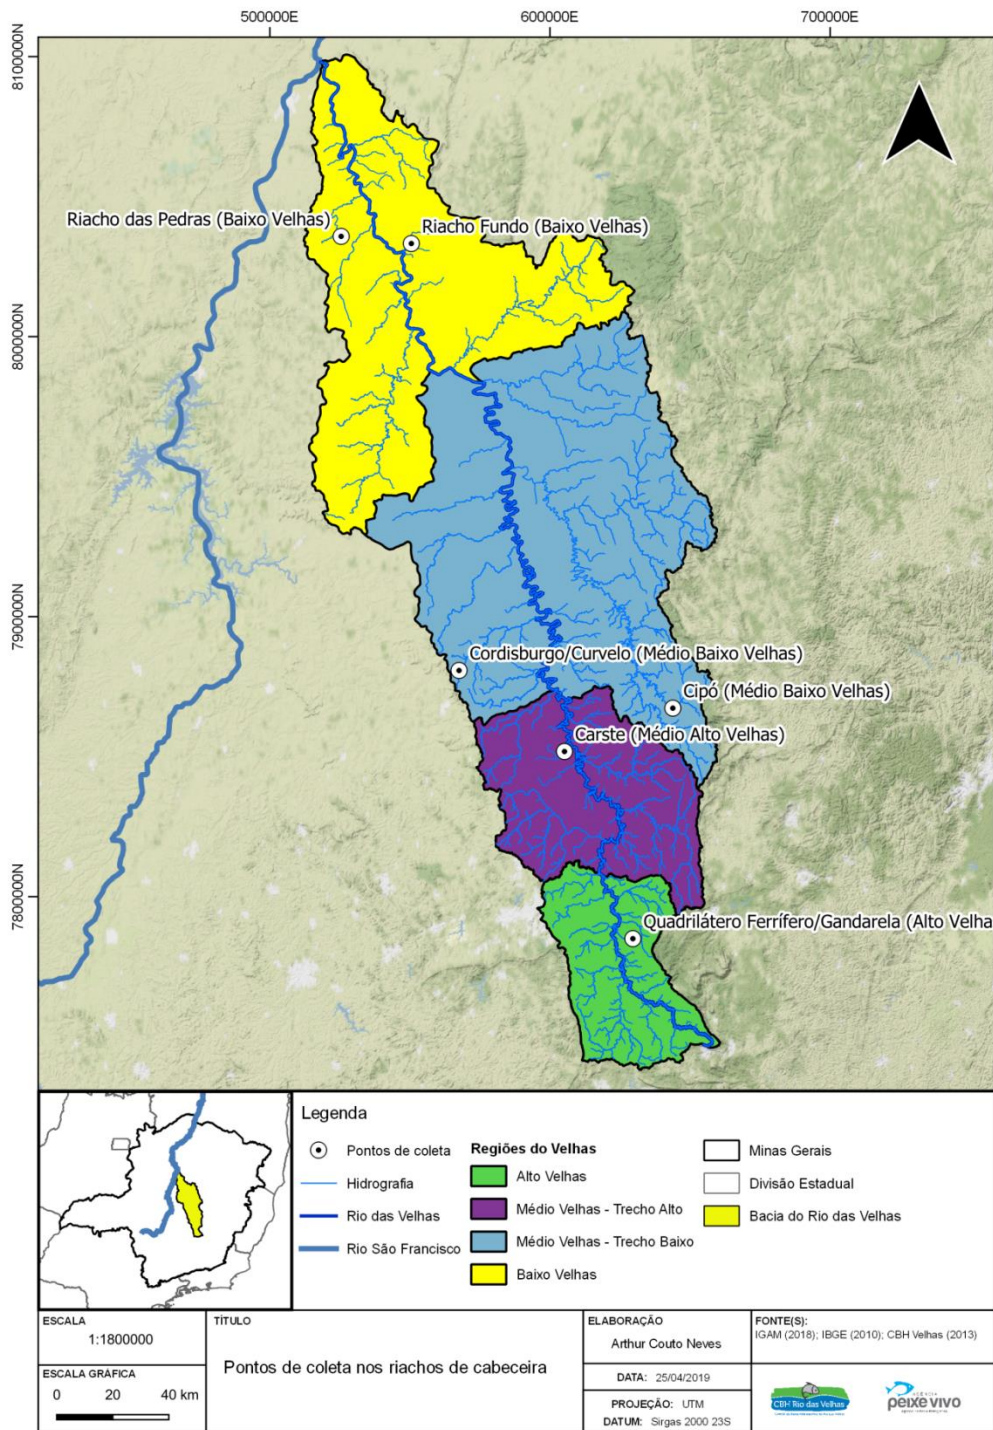 500000E
600000E
700000E
8100000N
8000000N
7900000N
7800000N
Riacho das Pedras (Baixo Velhas)
Riacho Fundo (Baixo Velhas)
Cordisburgo/Curvelo (Médio Baixo Velhas)
Cipó (Médio Baixo Velhas)
Carste (Médio Alto Velhas)
Quadrilátero Ferrífero/Gandarela (Alto Velha
Legenda
Pontos de coleta
Hidrografia
Rio das Velhas
Rio São Francisco
Regiões do Velhas
Alto Velhas
Médio Velhas - Trecho Alto
Médio Velhas - Trecho Baixo
Baixo Velhas
Minas Gerais
Divisão Estadual
Bacia do Rio das Velhas
ESCALA
1:1800000
ESCALA GRÁFICA
0 20 40 km
TÍTULO
Pontos de coleta nos riachos de cabeceira
ELABORAÇÃO
Arthur Couto Neves
DATA: 25/04/2019
PROJEÇÃO: UTM
DATUM: Sirgas 2000 23S
FONTE(S):
IGAM (2018); IBGE (2010); CBH Velhas (2013)
CBH Rio das Velhas
AGÊNCIA
peixe vivo